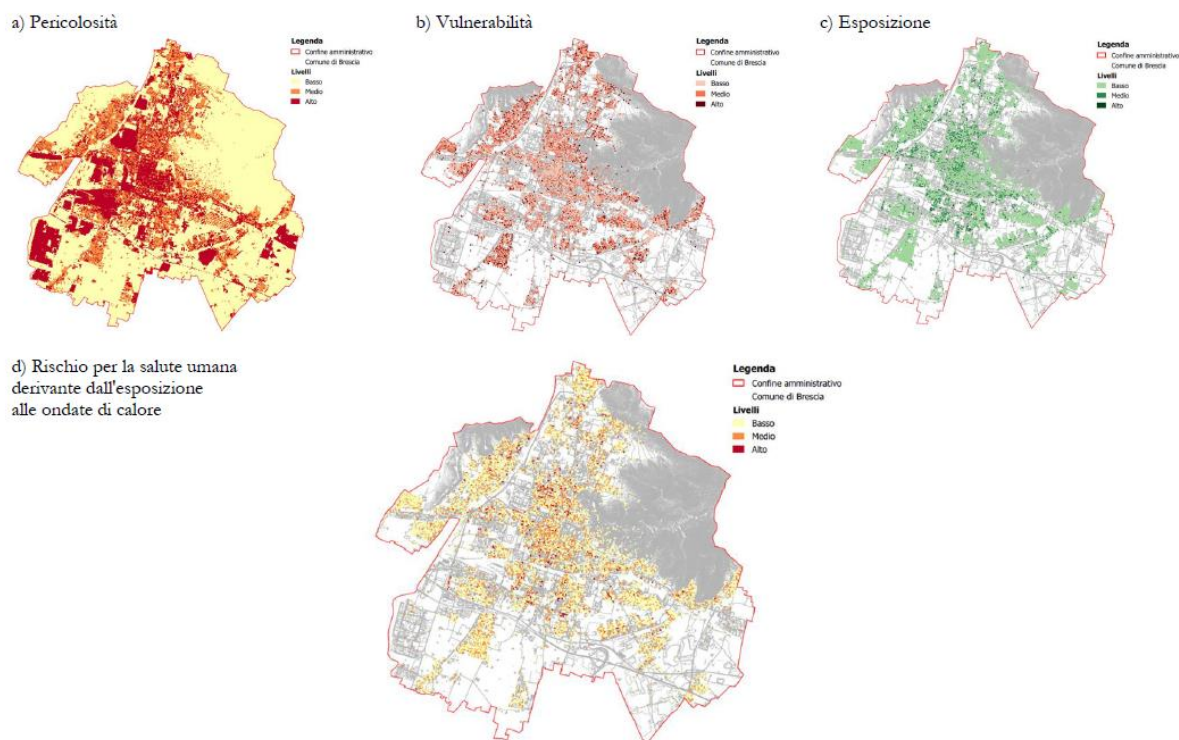 a) Pericolosità
Legenda
Confine amministrativo
Comune di Brescia
Livelli
Basso
Medio
Alto
b) Vulnerabilità
Legenda
Confine amministrativo
Comune di Brescia
Livelli
Basso
Medio
Alto
c) Esposizione
Legenda
Confine amministrativo
Comune di Brescia
Livelli
Basso
Medio
Alto
d) Rischio per la salute umana
derivante dall'esposizione
alle ondate di calore
Legenda
Confine amministrativo
Comune di Brescia
Livelli
Basso
Medio
Alto